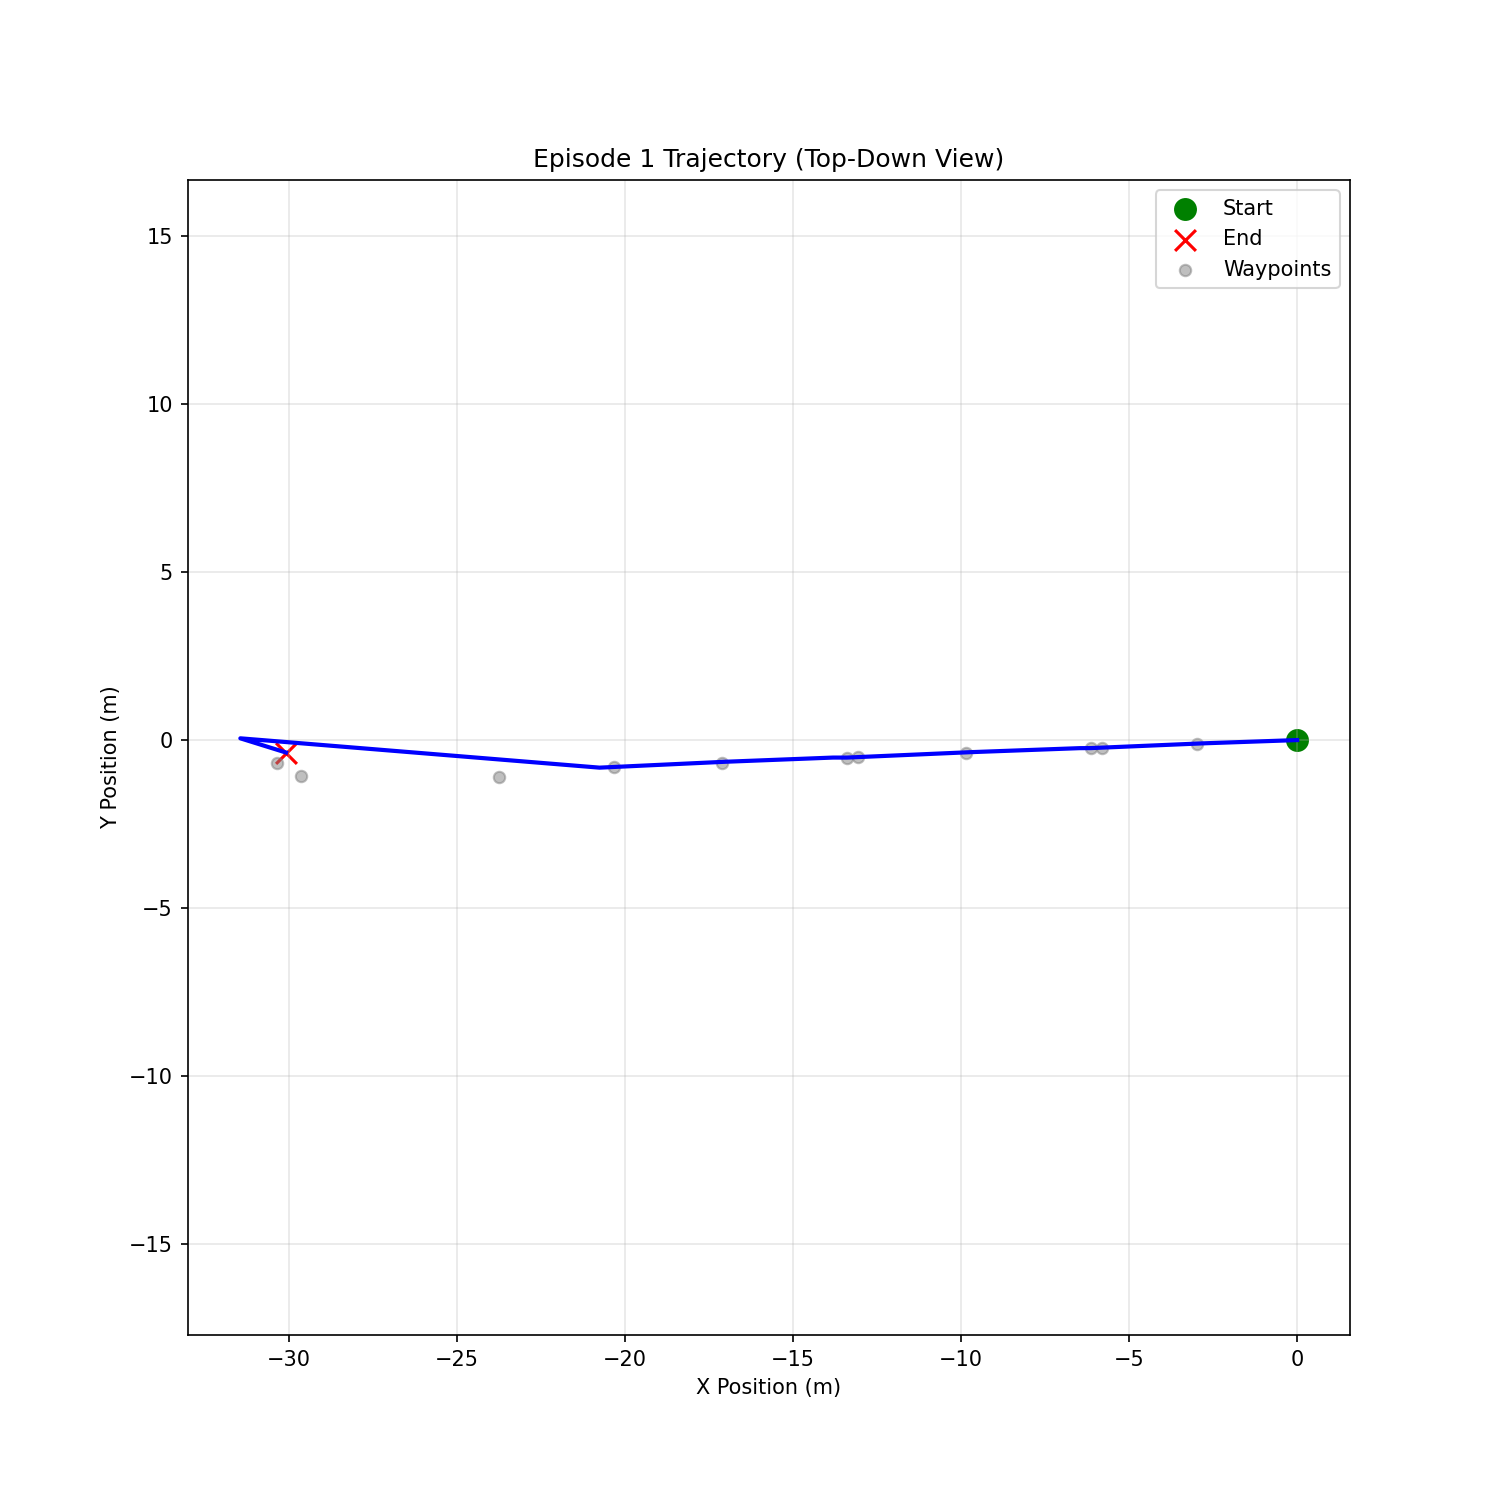 Episode 1 Trajectory (Top-Down View)
Start
End
Waypoints
15
10
5
0
−5
−10
−15
Y Position (m)
−30
−25
−20
−15
−10
−5
0
X Position (m)